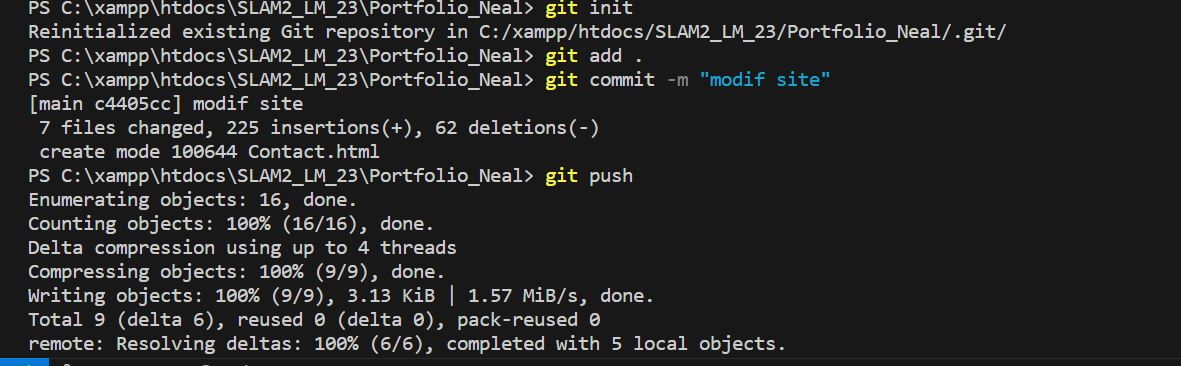 PS C:\xampp\htdocs\SLAM2_LM_23\Portfolio_Neal> git init
Reinitialized existing Git repository in C:/xampp/htdocs/SLAM2_LM_23/Portfolio_Neal/.git/
PS C:\xampp\htdocs\SLAM2_LM_23\Portfolio_Neal> git add .
PS C:\xampp\htdocs\SLAM2_LM_23\Portfolio_Neal> git commit -m "modif site"
[main c4405cc] modif site
 7 files changed, 225 insertions(+), 62 deletions(-)
 create mode 100644 Contact.html
PS C:\xampp\htdocs\SLAM2_LM_23\Portfolio_Neal> git push
Enumerating objects: 16, done.
Counting objects: 100% (16/16), done.
Delta compression using up to 4 threads
Compressing objects: 100% (9/9), done.
Writing objects: 100% (9/9), 3.13 KiB | 1.57 MiB/s, done.
Total 9 (delta 6), reused 0 (delta 0), pack-reused 0
remote: Resolving deltas: 100% (6/6), completed with 5 local objects.